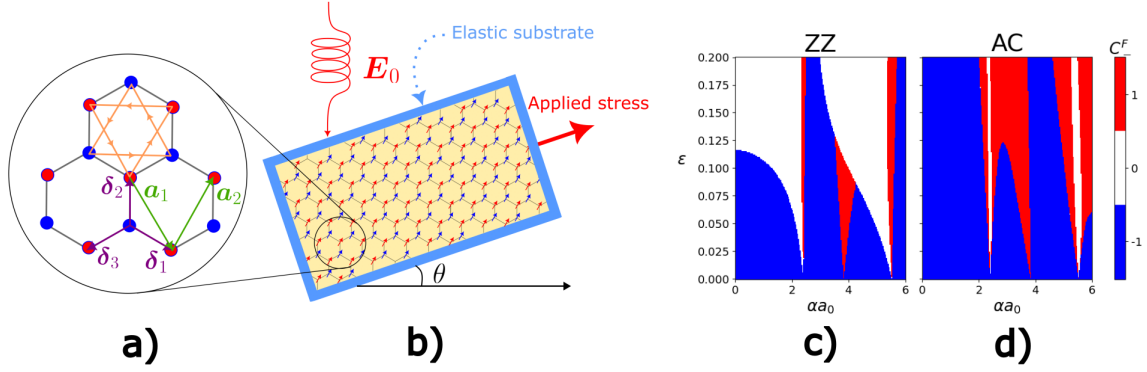 E₀
Elastic substrate
Applied stress
δ₂
a₁
a₂
δ₃
δ₁
θ
a)
b)
ZZ
AC
C₋ᶠ
ε
0.200
0.175
0.150
0.125
0.100
0.075
0.050
0.025
0.000
0 2 4 6
0 2 4 6
αa₀
αa₀
1
0
-1
c)
d)